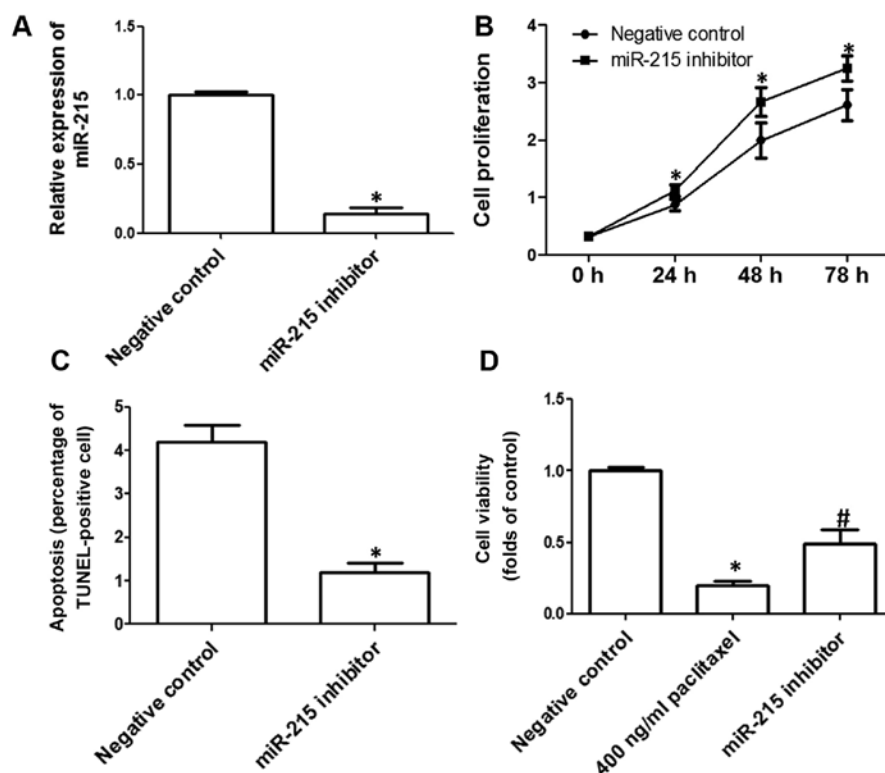 A
Relative expression of
miR-215
1.5
1.0
0.5
0.0
*
Negative control
miR-215 inhibitor
B
Negative control
miR-215 inhibitor
Cell proliferation
4
3
2
1
0
*
*
*
0 h
24 h
48 h
78 h
C
Apoptosis (percentage of
TUNEL-positive cell)
5
4
3
2
1
0
*
Negative control
miR-215 inhibitor
D
Cell viability
(folds of control)
1.5
1.0
0.5
0.0
*
#
Negative control
400 ng/ml paclitaxel
miR-215 inhibitor